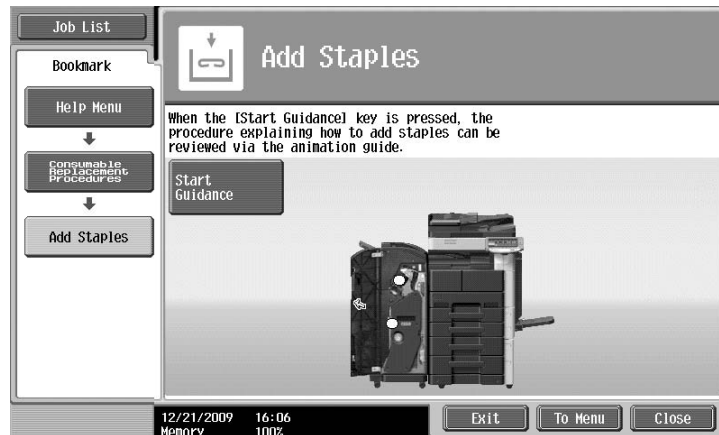 Job List
Bookmark
Help Menu
Consumable
Replacement
Procedures
Add Staples
Add Staples
When the [Start Guidance] key is pressed, the
procedure explaining how to add staples can be
reviewed via the animation guide.
Start
Guidance
12/21/2009 16:06
Memory 100%
Exit
To Menu
Close